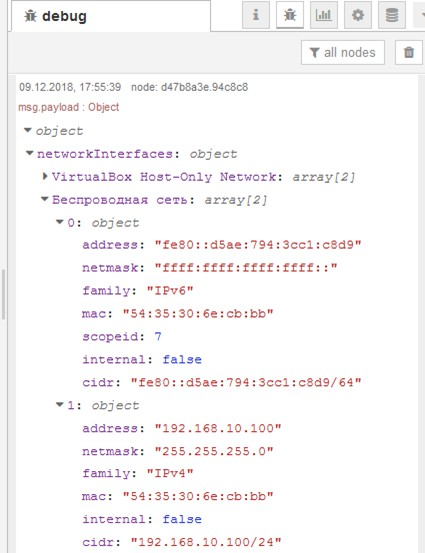 debug
all nodes
09.12.2018, 17:55:39 node: d47b8a3e.94c8c8
msg.payload : Object
object
networkInterfaces: object
VirtualBox Host-Only Network: array[2]
Беспроводная сеть: array[2]
0: object
address: "fe80::d5ae:794:3cc1:c8d9"
netmask: "ffff:ffff:ffff:ffff::"
family: "IPv6"
mac: "54:35:30:6e:cb:bb"
scopeid: 7
internal: false
cidr: "fe80::d5ae:794:3cc1:c8d9/64"
1: object
address: "192.168.10.100"
netmask: "255.255.255.0"
family: "IPv4"
mac: "54:35:30:6e:cb:bb"
internal: false
cidr: "192.168.10.100/24"